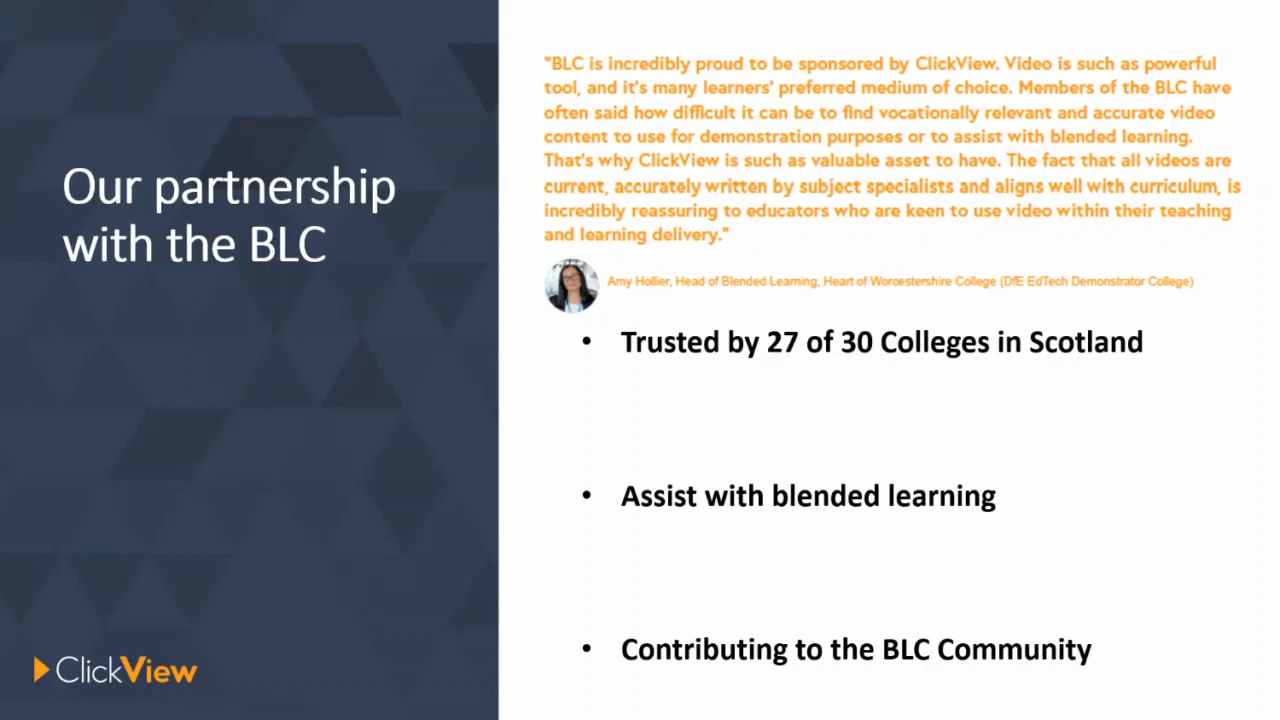 Our partnership
with the BLC
"BLC is incredibly proud to be sponsored by ClickView. Video is such as powerful
tool, and it's many learners' preferred medium of choice. Members of the BLC have
often said how difficult it can be to find vocationally relevant and accurate video
content to use for demonstration purposes or to assist with blended learning.
That's why ClickView is such as valuable asset to have. The fact that all videos are
current, accurately written by subject specialists and aligns well with curriculum, is
incredibly reassuring to educators who are keen to use video within their teaching
and learning delivery."
Amy Hollier, Head of Blended Learning, Heart of Worcestershire College (DfE EdTech Demonstrator College)
• Trusted by 27 of 30 Colleges in Scotland
• Assist with blended learning
• Contributing to the BLC Community
ClickView